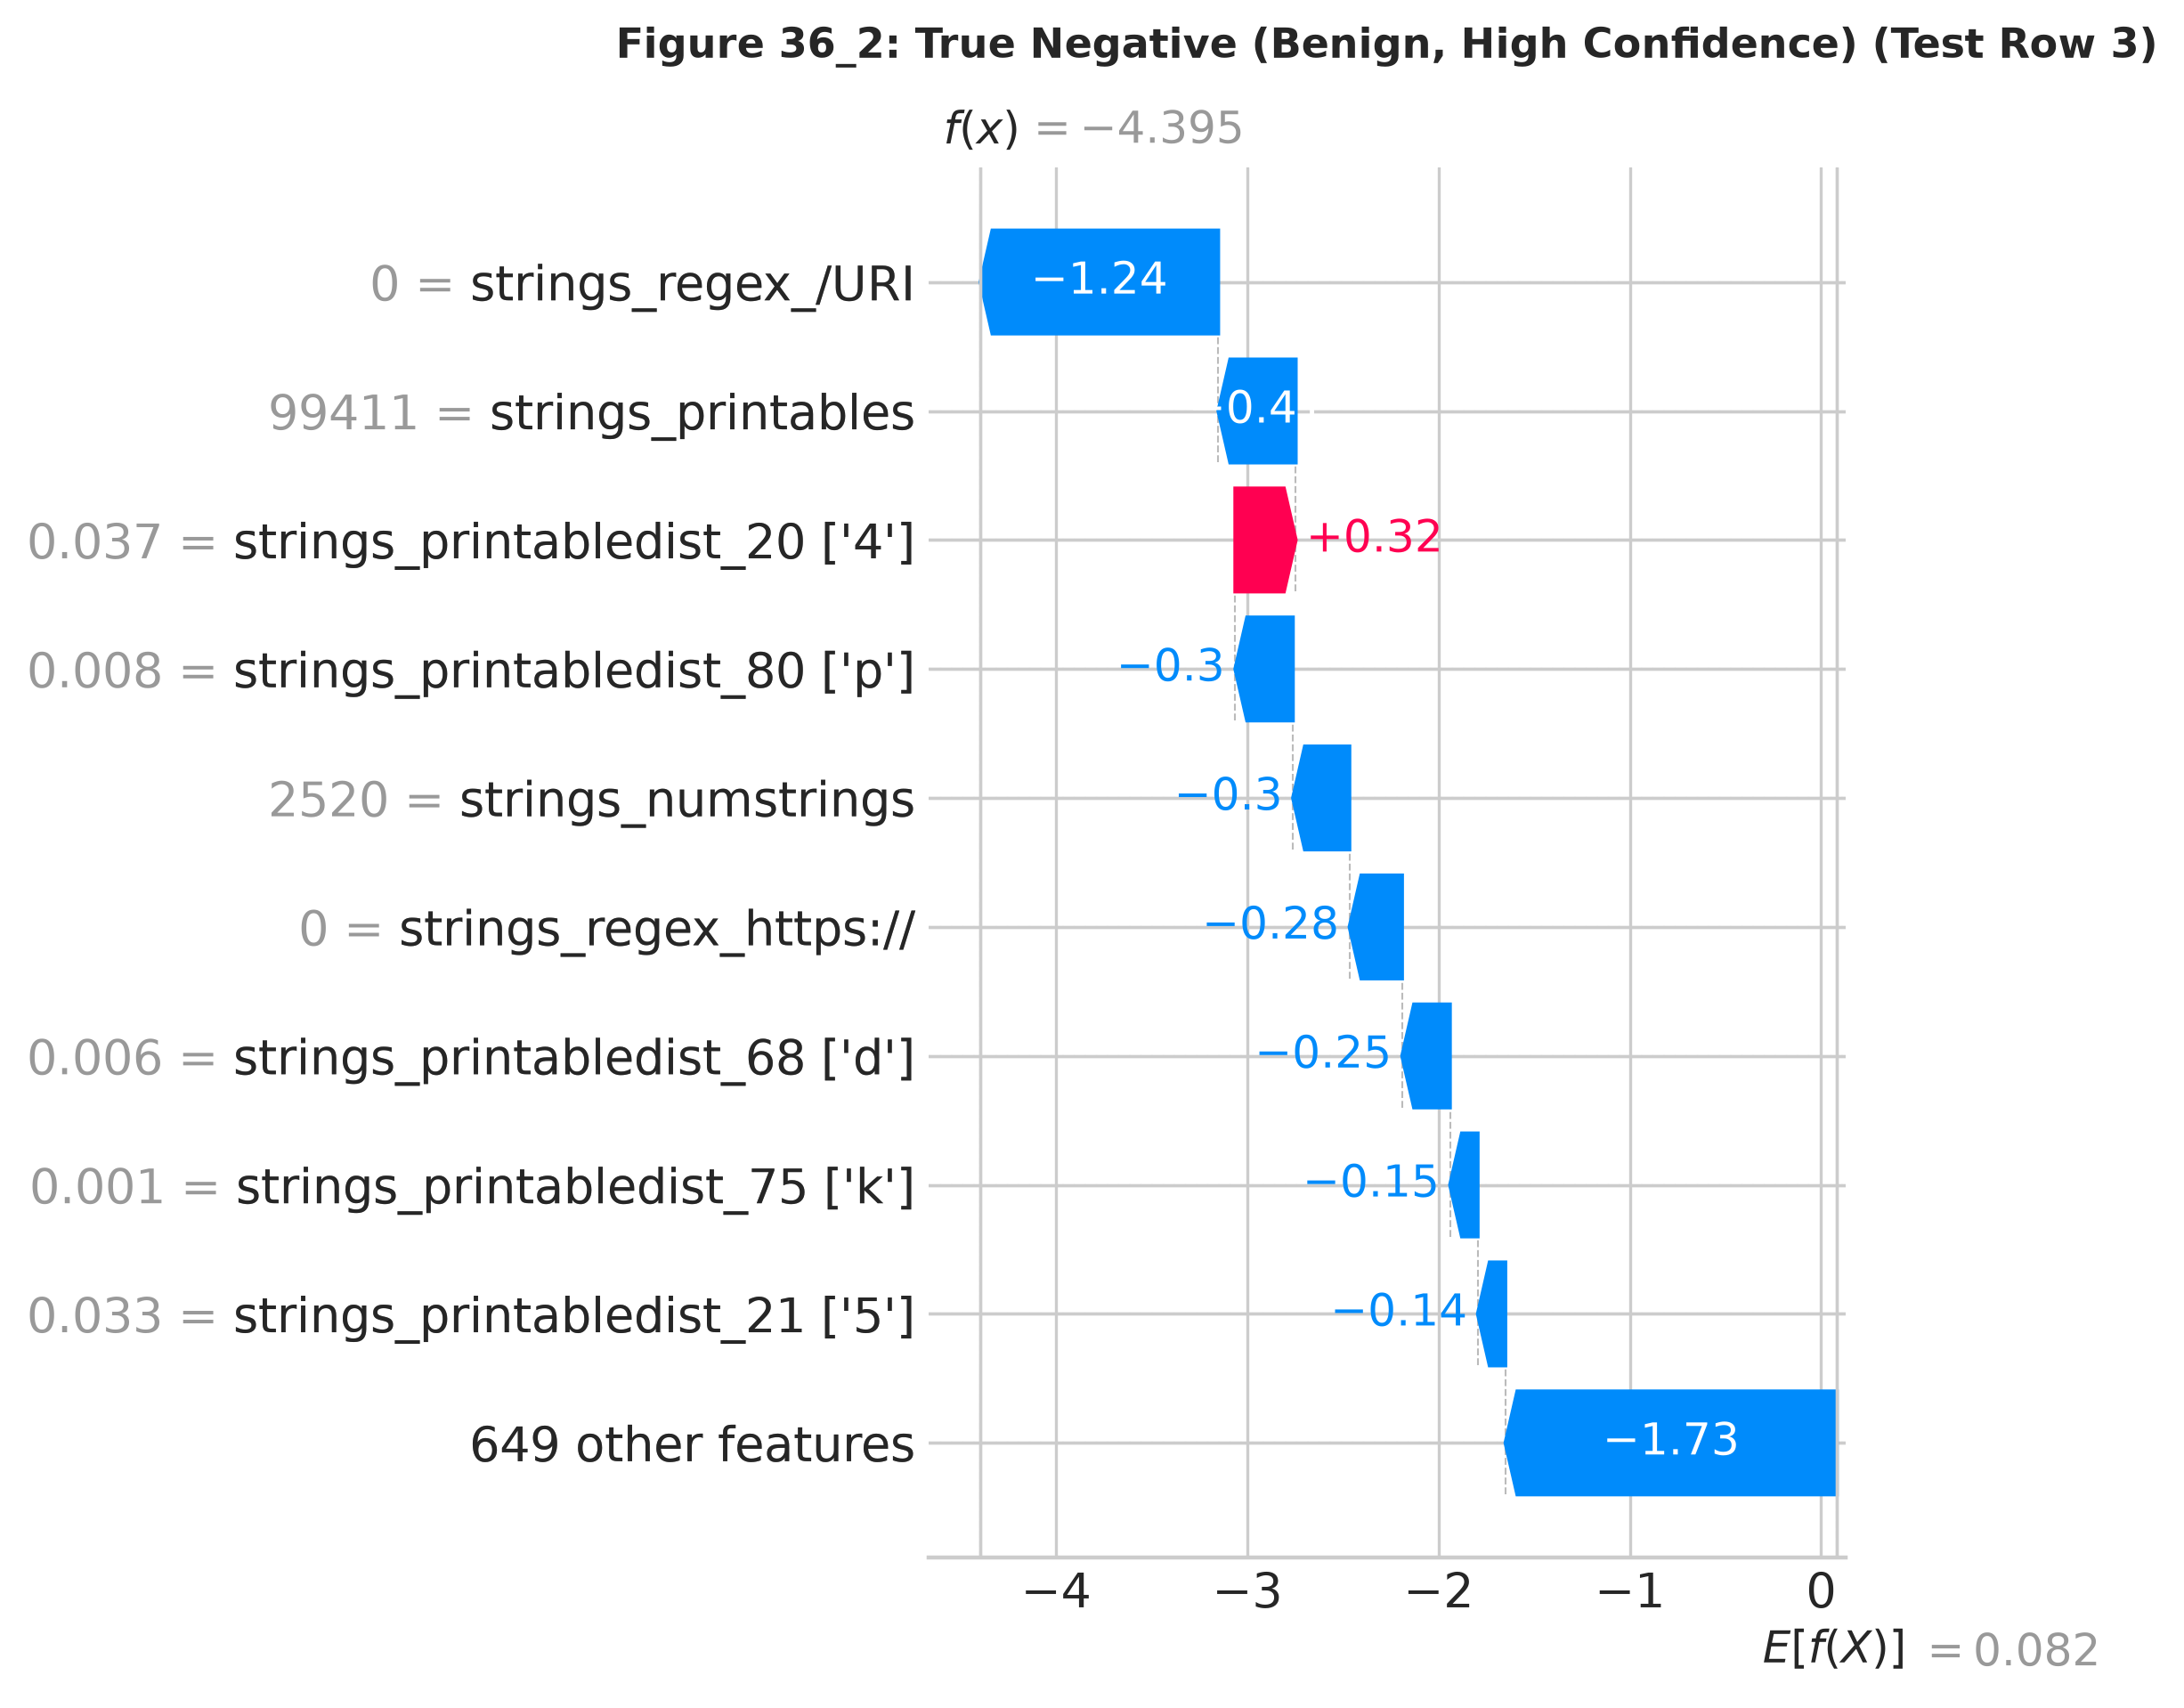 Figure 36_2: True Negative (Benign, High Confidence) (Test Row 3)
f(x) = −4.395
0 = strings_regex_/URI
−1.24
99411 = strings_printables
0.4
0.037 = strings_printabledist_20 ['4']
+0.32
0.008 = strings_printabledist_80 ['p']
−0.3
2520 = strings_numstrings
−0.3
0 = strings_regex_https://
−0.28
0.006 = strings_printabledist_68 ['d']
−0.25
0.001 = strings_printabledist_75 ['k']
−0.15
0.033 = strings_printabledist_21 ['5']
−0.14
649 other features
−1.73
−4 −3 −2 −1 0
E[f(X)] = 0.082